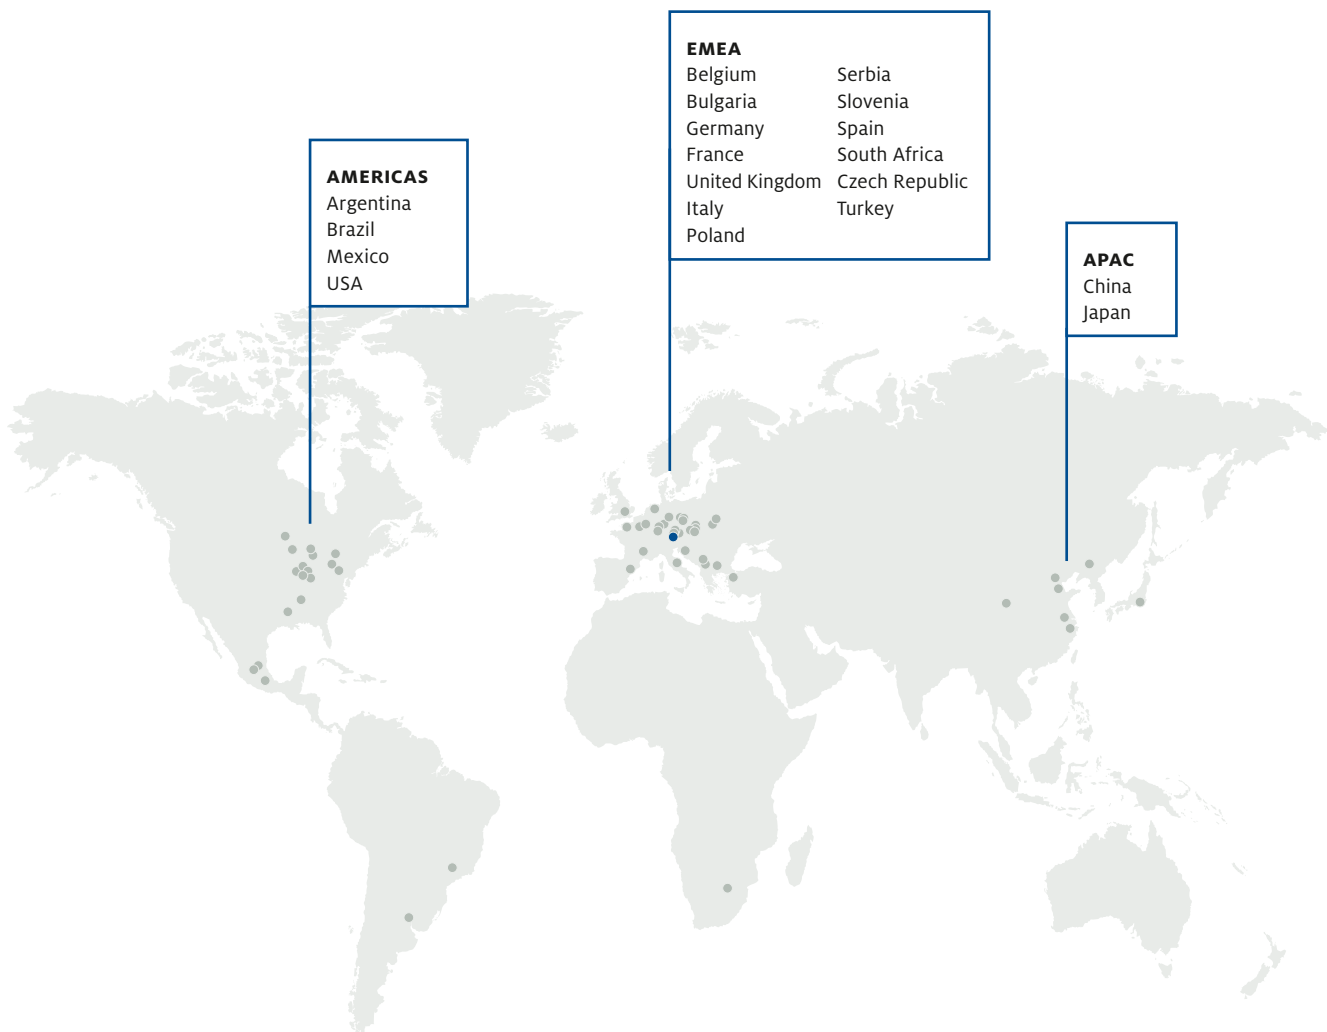 EMEA
Belgium
Bulgaria
Germany
France
United Kingdom
Italy
Poland
Serbia
Slovenia
Spain
South Africa
Czech Republic
Turkey
AMERICAS
Argentina
Brazil
Mexico
USA
APAC
China
Japan